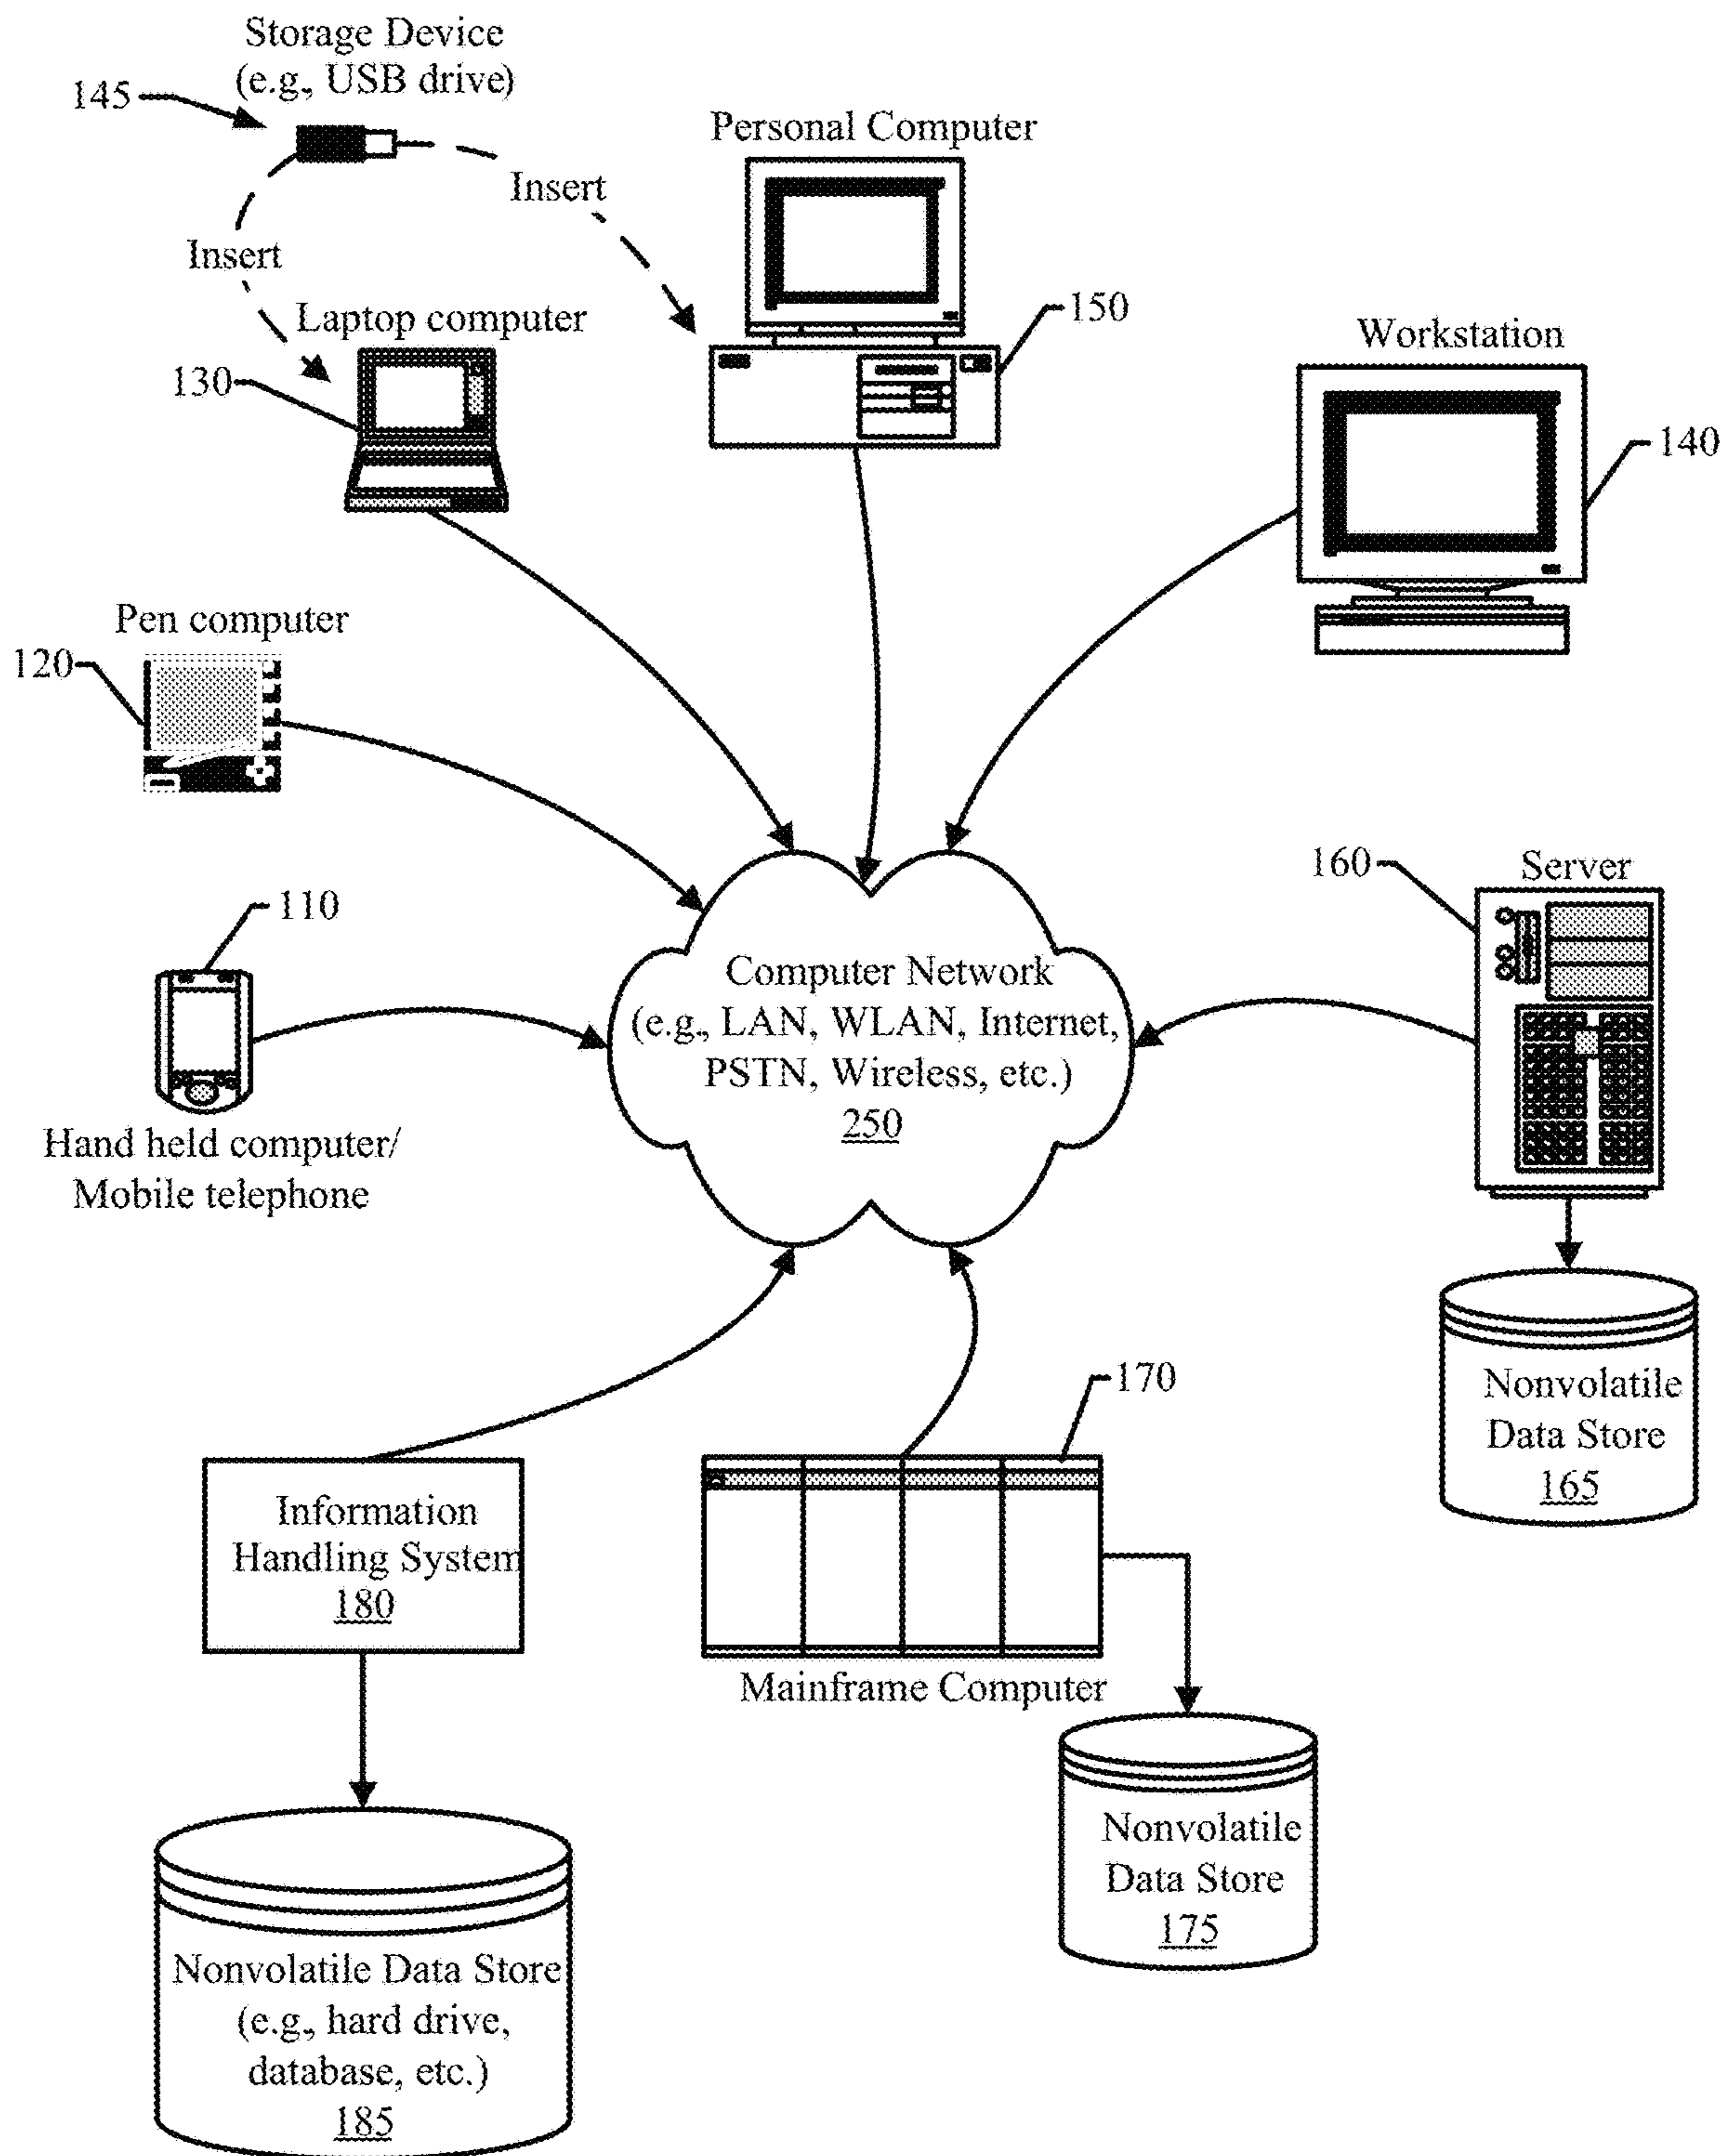 Storage Device
(e.g., USB drive)
145
Personal Computer
Insert
Insert
150
Laptop computer
130
Workstation
140
Pen computer
120
160
Server
110
Computer Network
(e.g., LAN, WLAN, Internet,
PSTN, Wireless, etc.)
250
Hand held computer/
Mobile telephone
Nonvolatile
Data Store
165
170
Information
Handling System
180
Mainframe Computer
Nonvolatile
Data Store
175
Nonvolatile Data Store
(e.g., hard drive,
database, etc.)
185